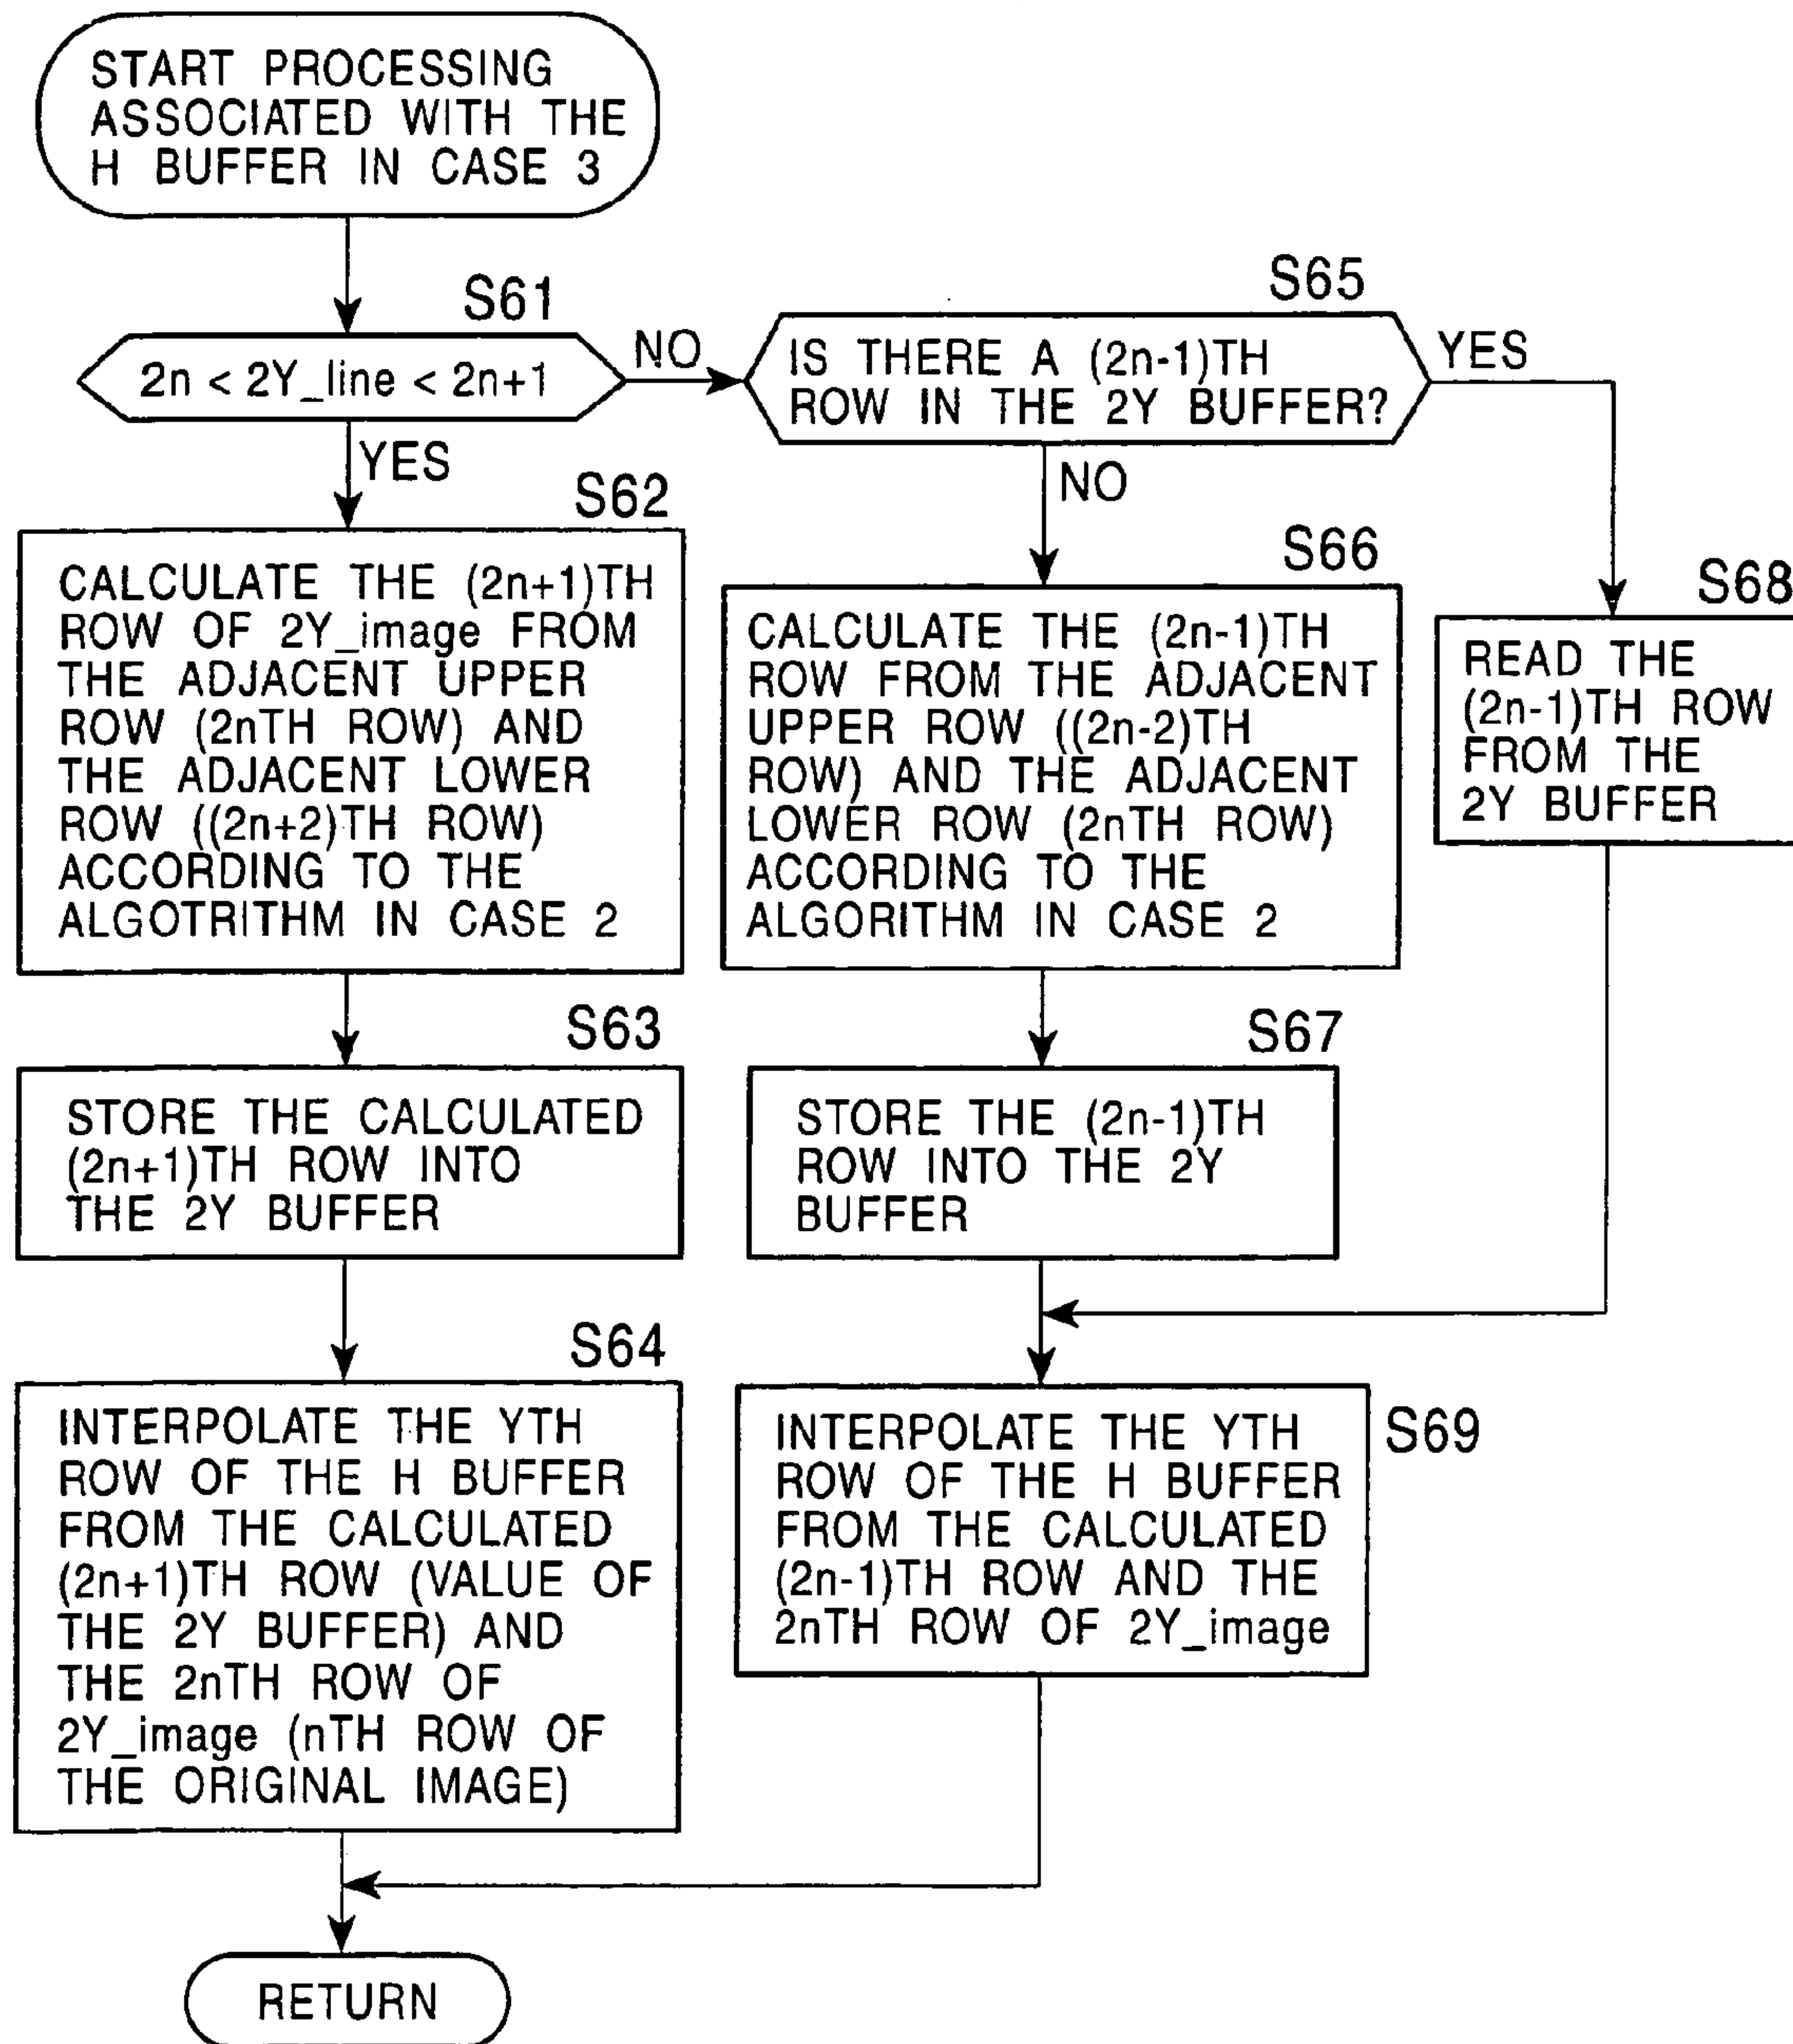 START PROCESSING
ASSOCIATED WITH THE
H BUFFER IN CASE 3
S61
2n < 2Y_line < 2n+1
NO
YES
S65
IS THERE A (2n-1)TH
ROW IN THE 2Y BUFFER?
YES
NO
S62
CALCULATE THE (2n+1)TH
ROW OF 2Y_image FROM
THE ADJACENT UPPER
ROW (2nTH ROW) AND
THE ADJACENT LOWER
ROW ((2n+2)TH ROW)
ACCORDING TO THE
ALGOTRITHM IN CASE 2
S66
CALCULATE THE (2n-1)TH
ROW FROM THE ADJACENT
UPPER ROW ((2n-2)TH
ROW) AND THE ADJACENT
LOWER ROW (2nTH ROW)
ACCORDING TO THE
ALGORITHM IN CASE 2
S68
READ THE
(2n-1)TH ROW
FROM THE
2Y BUFFER
S63
STORE THE CALCULATED
(2n+1)TH ROW INTO
THE 2Y BUFFER
S67
STORE THE (2n-1)TH
ROW INTO THE 2Y
BUFFER
S64
INTERPOLATE THE YTH
ROW OF THE H BUFFER
FROM THE CALCULATED
(2n+1)TH ROW (VALUE OF
THE 2Y BUFFER) AND
THE 2nTH ROW OF
2Y_image (nTH ROW OF
THE ORIGINAL IMAGE)
S69
INTERPOLATE THE YTH
ROW OF THE H BUFFER
FROM THE CALCULATED
(2n-1)TH ROW AND THE
2nTH ROW OF 2Y_image
RETURN